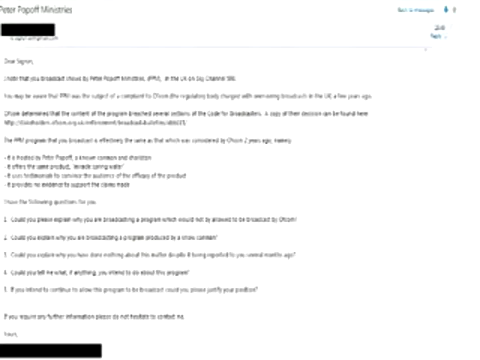 Peter Popoff Ministries
Back to messages
Dear Sir/Madam,
I note that you broadcast shows by Peter Popoff Ministries, (PPM), in the UK on Sky Channel
You may be aware that PPM was the subject of a complaint to Ofcom (the regulatory body charged with overseeing broadcasts in the UK) a few years ago.
Ofcom determined that the content of the program breached several sections of the Code for Broadcasters. A copy of their decision can be found here:
The PPM program that you broadcast is effectively the same as that which was considered by Ofcom 2 years ago, namely:
- it is hosted by Peter Popoff, a known conman and charlatan
- it offers the same product, 'miracle spring water'
- it uses testimonials to convince the audience of the efficacy of the product
- it provides no evidence to support the claims made
I have the following questions for you.
1. Could you please explain why you are broadcasting a program which would not by allowed to be broadcast by Ofcom?
2. Could you explain why you are broadcasting a program produced by a know conman?
3. Could you explain why you have done nothing about this matter despite it being reported to you several months ago?
4. Could you tell me what, if anything, you intend to do about this program?
5. If you intend to continue to allow this program to be broadcast could you please justify your position?
If you require any further information please do not hesitate to contact me.
Yours,